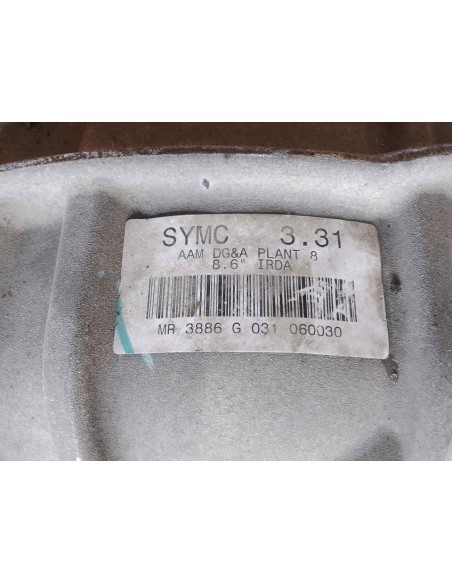 SYMC 3.31
AAM DG&A PLANT 8
8.6" IRDA
MR 3886 G 031 060030